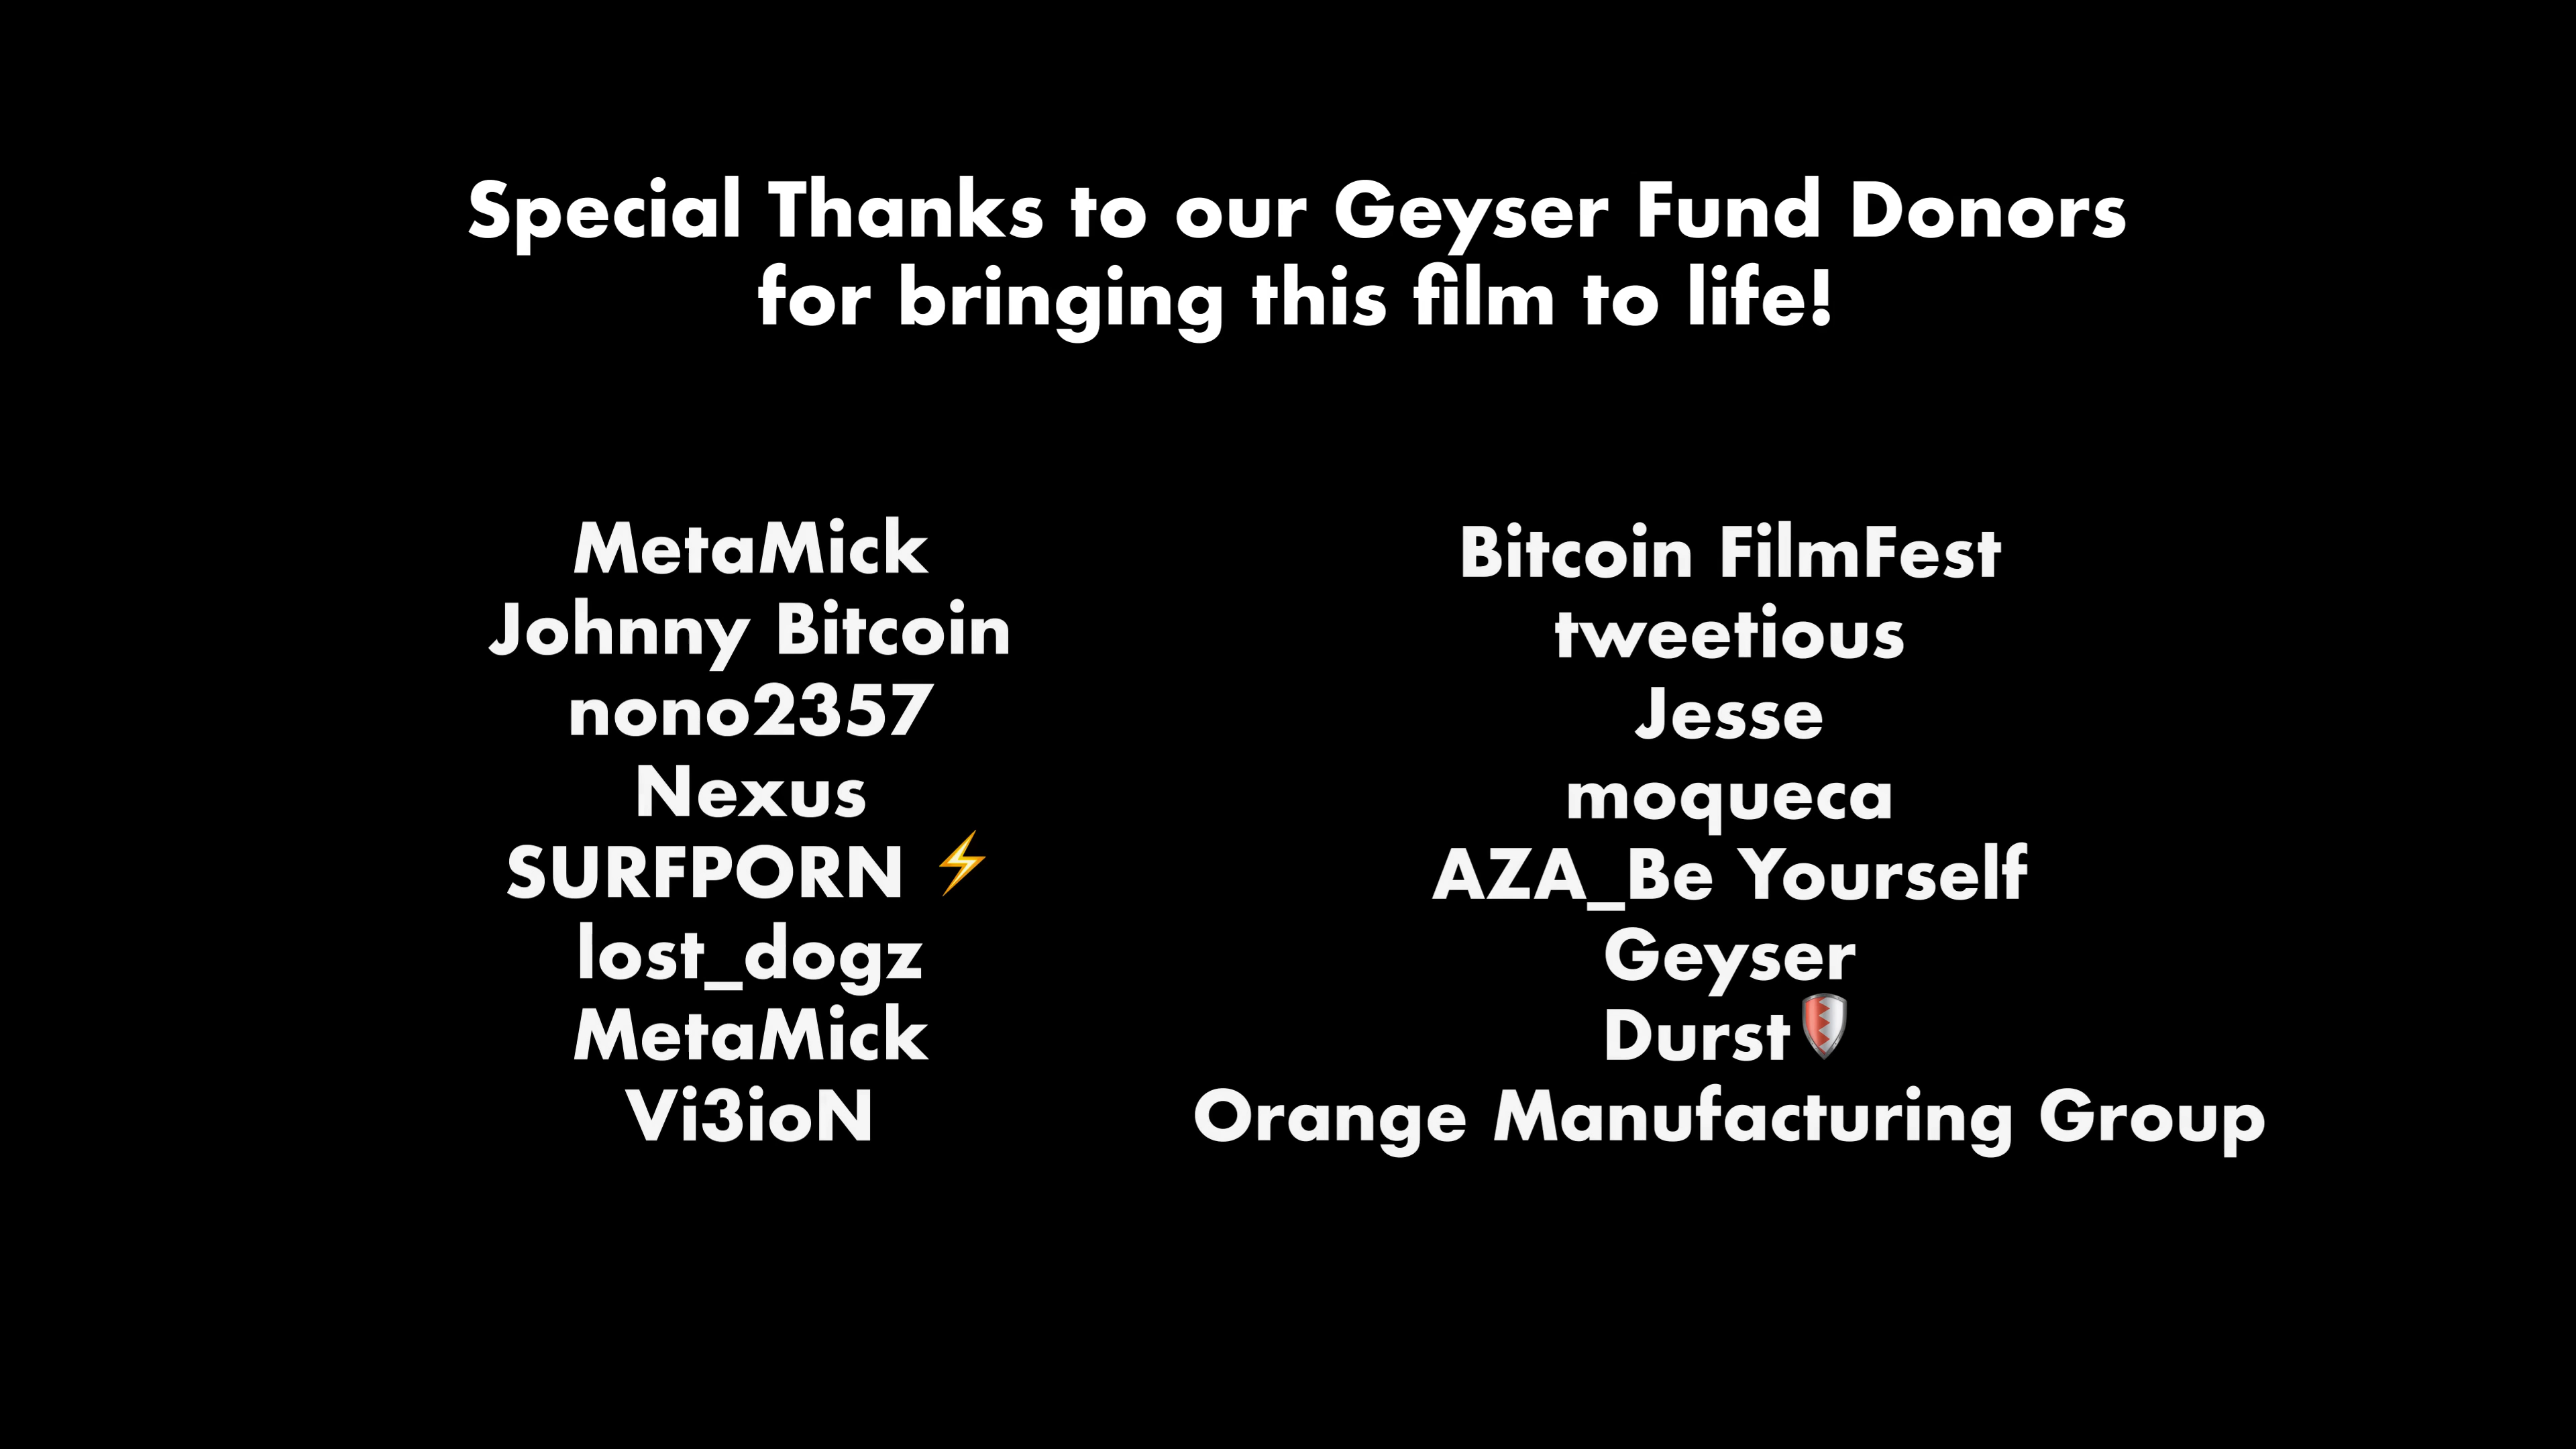 Special Thanks to our Geyser Fund Donors
for bringing this film to life!
MetaMick
Johnny Bitcoin
nono2357
Nexus
SURFPORN ⚡
lost_dogz
MetaMick
Vi3ioN
Bitcoin FilmFest
tweetious
Jesse
moqueca
AZA_Be Yourself
Geyser
Durst🛡
Orange Manufacturing Group